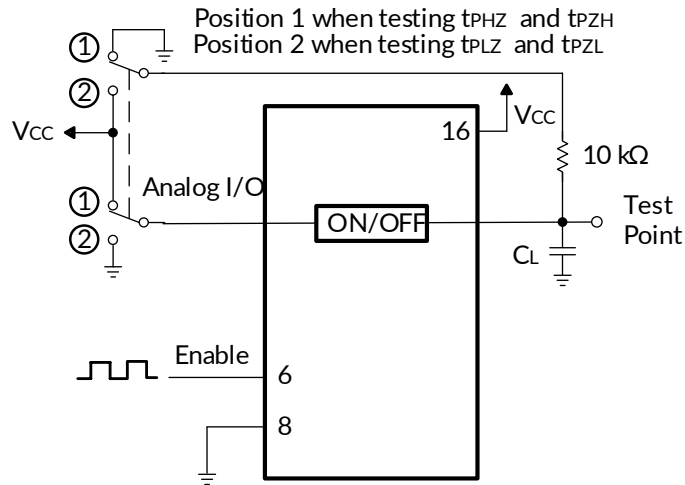 Position 1 when testing tPHZ and tPZH
Position 2 when testing tPLZ and tPZL
1
2
VCC
VCC
16
10 kΩ
1
Analog I/O
ON/OFF
Test
Point
2
CL
Enable
6
8